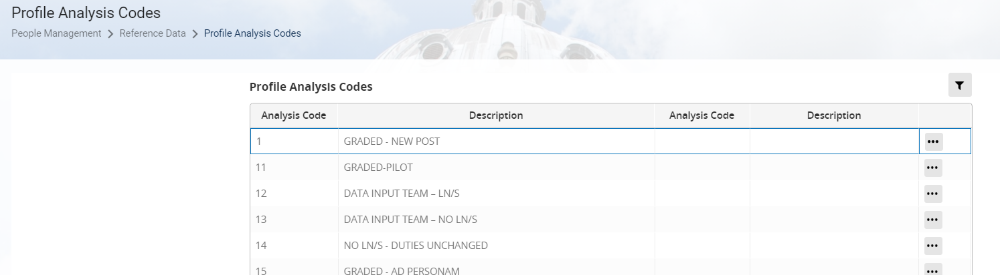 Profile Analysis Codes
People Management > Reference Data > Profile Analysis Codes
Profile Analysis Codes
Analysis Code Description Analysis Code Description
1 GRADED - NEW POST
11 GRADED-PILOT
12 DATA INPUT TEAM – LN/S
13 DATA INPUT TEAM – NO LN/S
14 NO LN/S - DUTIES UNCHANGED
15 GRADED - AD PERSONAM